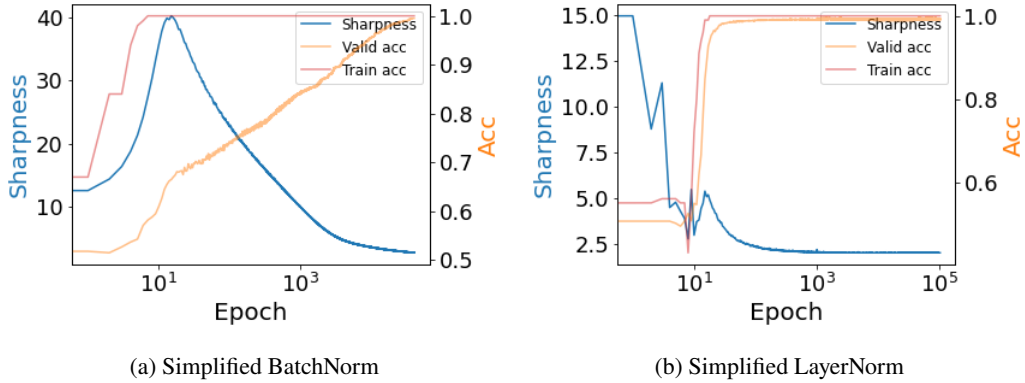 40
30
20
10
Sharpness
Sharpness
Valid acc
Train acc
1.0
0.9
0.8
0.7
0.6
0.5
Acc
10^1
10^3
Epoch
(a) Simplified BatchNorm
15.0
12.5
10.0
7.5
5.0
2.5
Sharpness
Sharpness
Valid acc
Train acc
1.0
0.8
0.6
Acc
10^1
10^3
10^5
Epoch
(b) Simplified LayerNorm